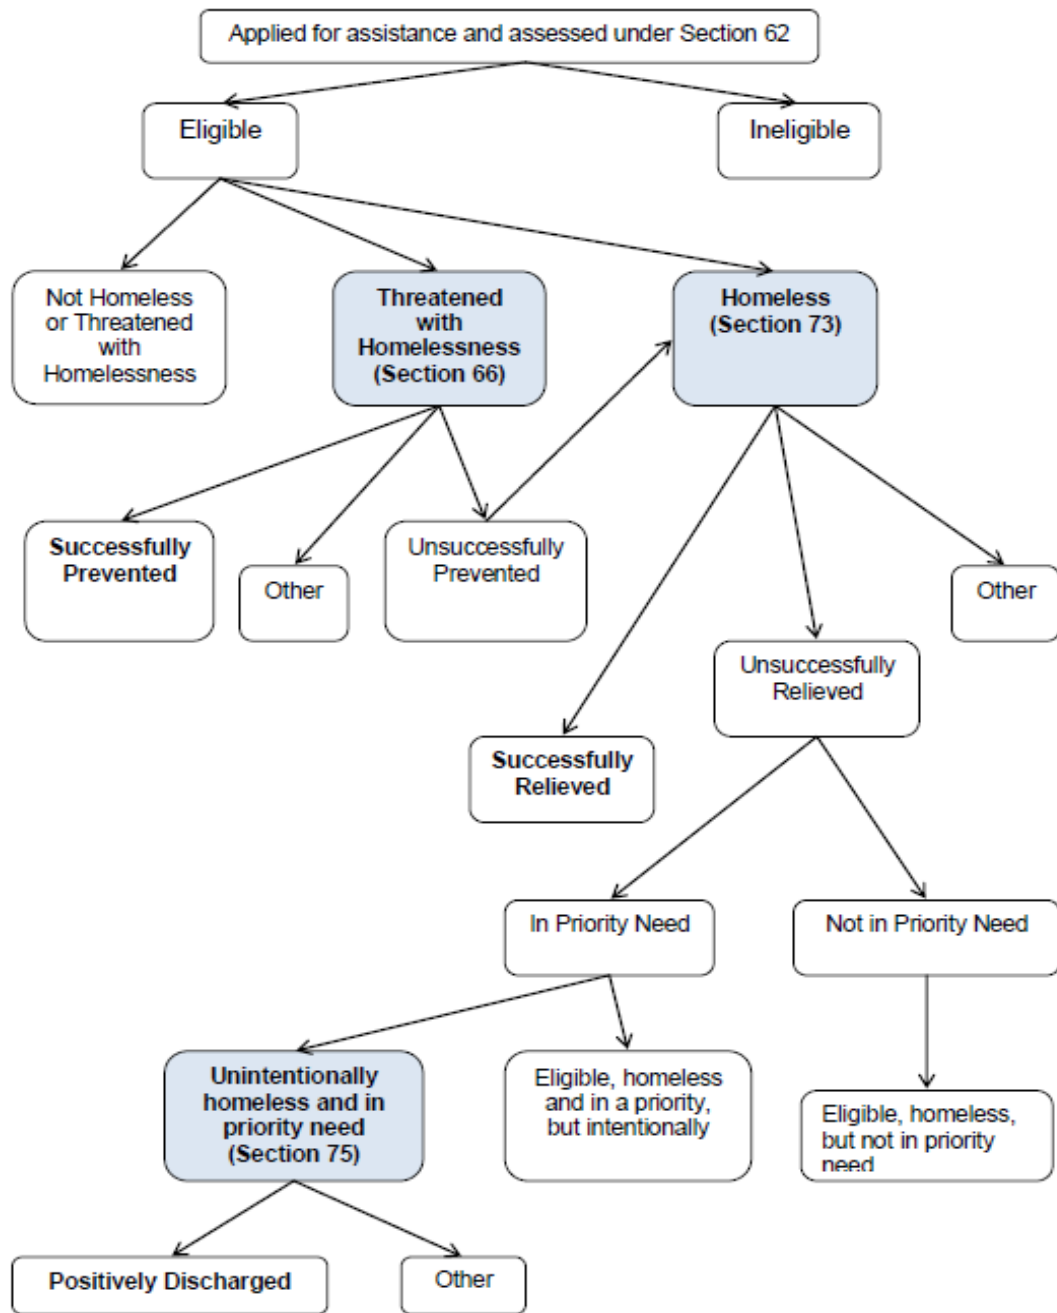 Applied for assistance and assessed under Section 62
Eligible
Ineligible
Not Homeless
or Threatened
with
Homelessness
Threatened
with
Homelessness
(Section 66)
Homeless
(Section 73)
Successfully
Prevented
Other
Unsuccessfully
Prevented
Other
Unsuccessfully
Relieved
Successfully
Relieved
In Priority Need
Not in Priority Need
Unintentionally
homeless and in
priority need
(Section 75)
Eligible, homeless
and in a priority,
but intentionally
Eligible, homeless,
but not in priority
need
Positively Discharged
Other